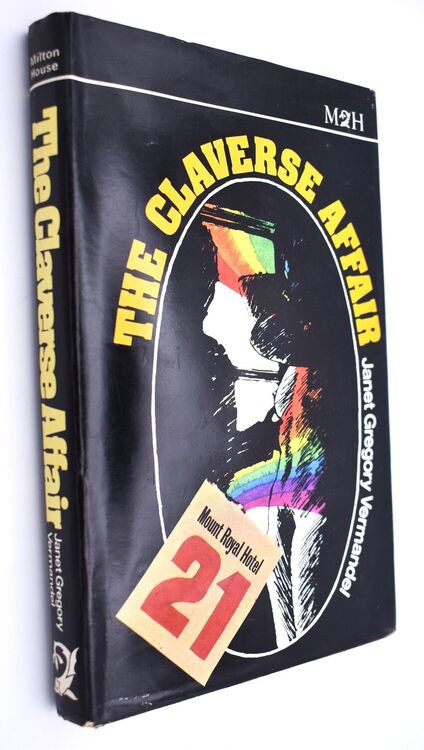 Milton
House
The Claverse Affair
Janet Gregory
Vermandel
M2H
THE CLAVERSE AFFAIR
Janet Gregory Vermandel
Mount Royal Hotel
21